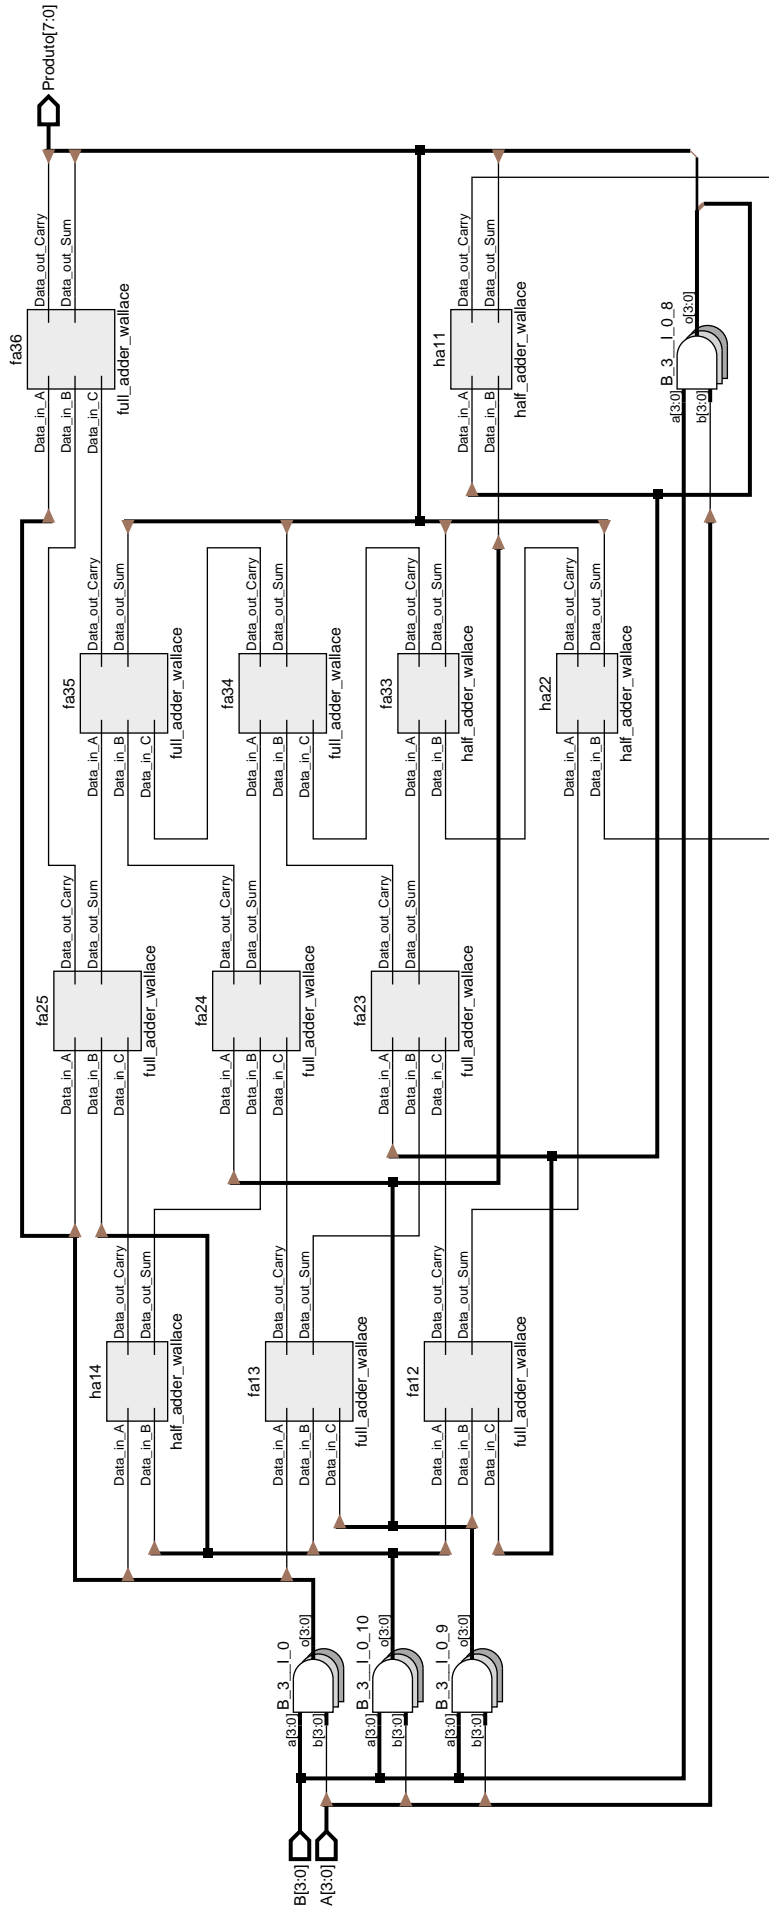 B[3:0]
A[3:0]
B_3__I_0
a[3:0]
b[3:0]
o[3:0]
B_3__I_0_10
a[3:0]
b[3:0]
o[3:0]
B_3__I_0_9
a[3:0]
b[3:0]
o[3:0]
ha14
Data_in_A
Data_in_B
Data_out_Carry
Data_out_Sum
half_adder_wallace
fa13
Data_in_A
Data_in_B
Data_in_C
Data_out_Carry
Data_out_Sum
full_adder_wallace
fa12
Data_in_A
Data_in_B
Data_in_C
Data_out_Carry
Data_out_Sum
full_adder_wallace
fa25
Data_in_A
Data_in_B
Data_in_C
Data_out_Carry
Data_out_Sum
full_adder_wallace
fa24
Data_in_A
Data_in_B
Data_in_C
Data_out_Carry
Data_out_Sum
full_adder_wallace
fa23
Data_in_A
Data_in_B
Data_in_C
Data_out_Carry
Data_out_Sum
full_adder_wallace
fa35
Data_in_A
Data_in_B
Data_in_C
Data_out_Carry
Data_out_Sum
full_adder_wallace
fa34
Data_in_A
Data_in_B
Data_in_C
Data_out_Carry
Data_out_Sum
full_adder_wallace
fa33
Data_in_A
Data_in_B
Data_out_Carry
Data_out_Sum
half_adder_wallace
ha22
Data_in_A
Data_in_B
Data_out_Carry
Data_out_Sum
half_adder_wallace
fa36
Data_in_A
Data_in_B
Data_in_C
Data_out_Carry
Data_out_Sum
full_adder_wallace
ha11
Data_in_A
Data_in_B
Data_out_Carry
Data_out_Sum
half_adder_wallace
B_3__I_0_8
a[3:0]
b[3:0]
o[3:0]
Produto[7:0]